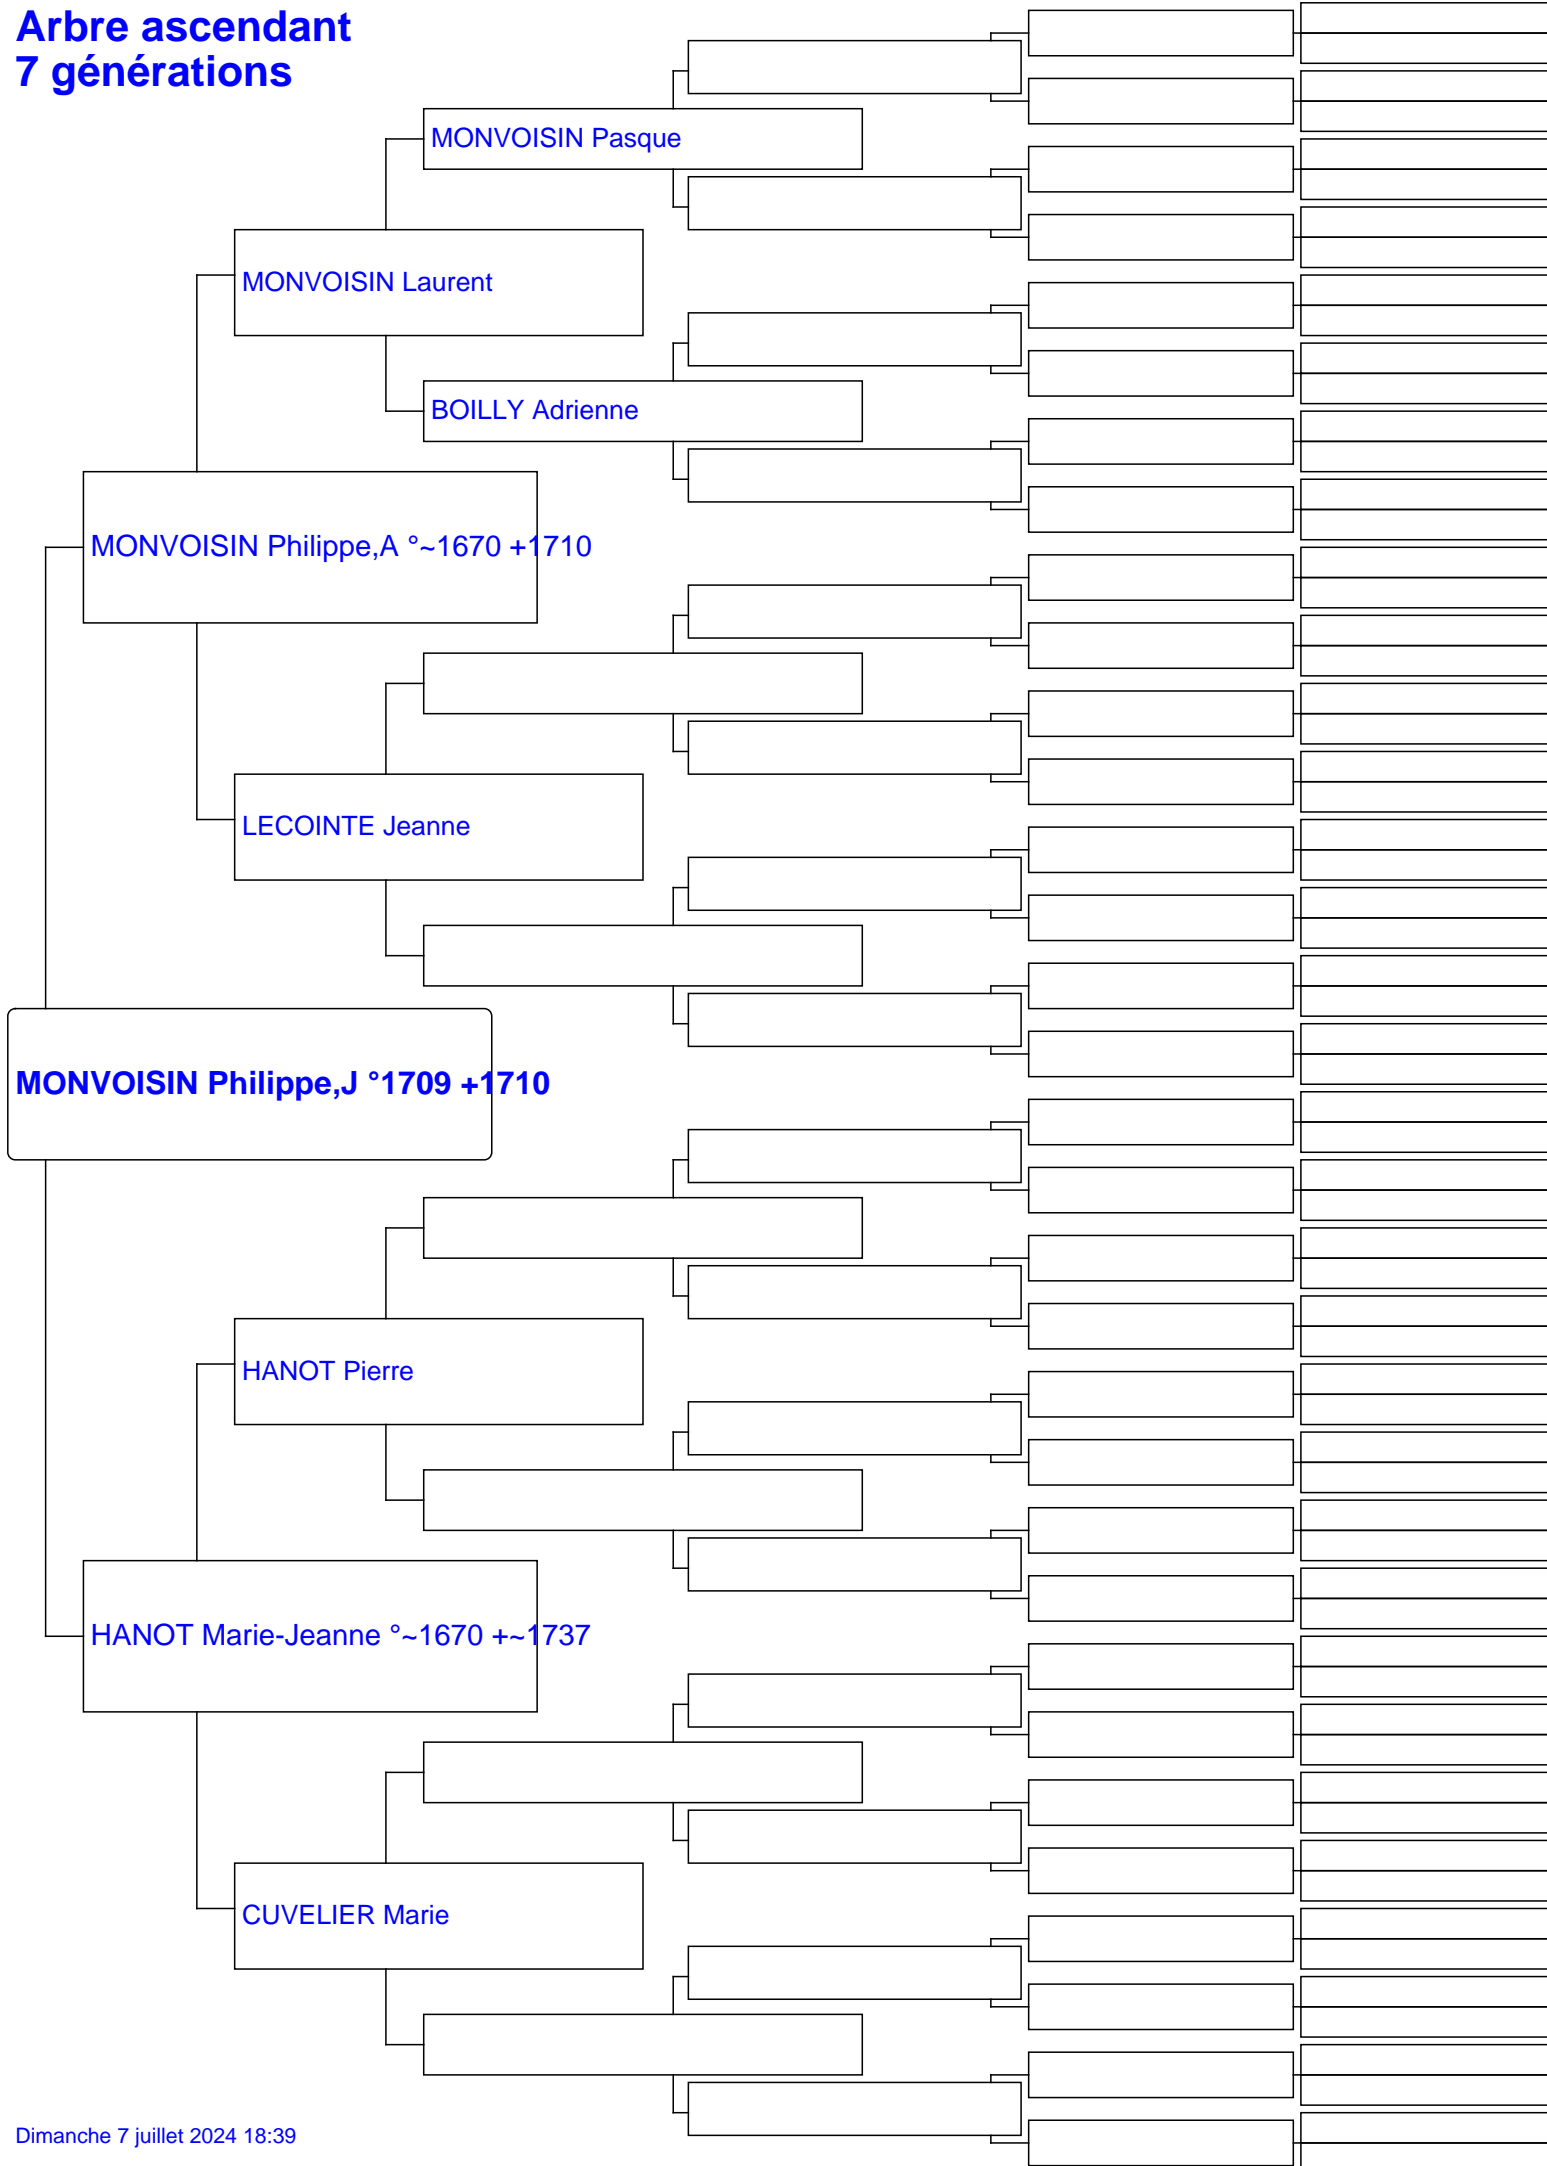 Arbre ascendant
7 générations
MONVOISIN Pasque
MONVOISIN Laurent
BOILLY Adrienne
MONVOISIN Philippe,A °~1670 +1710
LECOINTE Jeanne
MONVOISIN Philippe,J °1709 +1710
HANOT Pierre
HANOT Marie-Jeanne °~1670 +~1737
CUVELIER Marie
Dimanche 7 juillet 2024 18:39